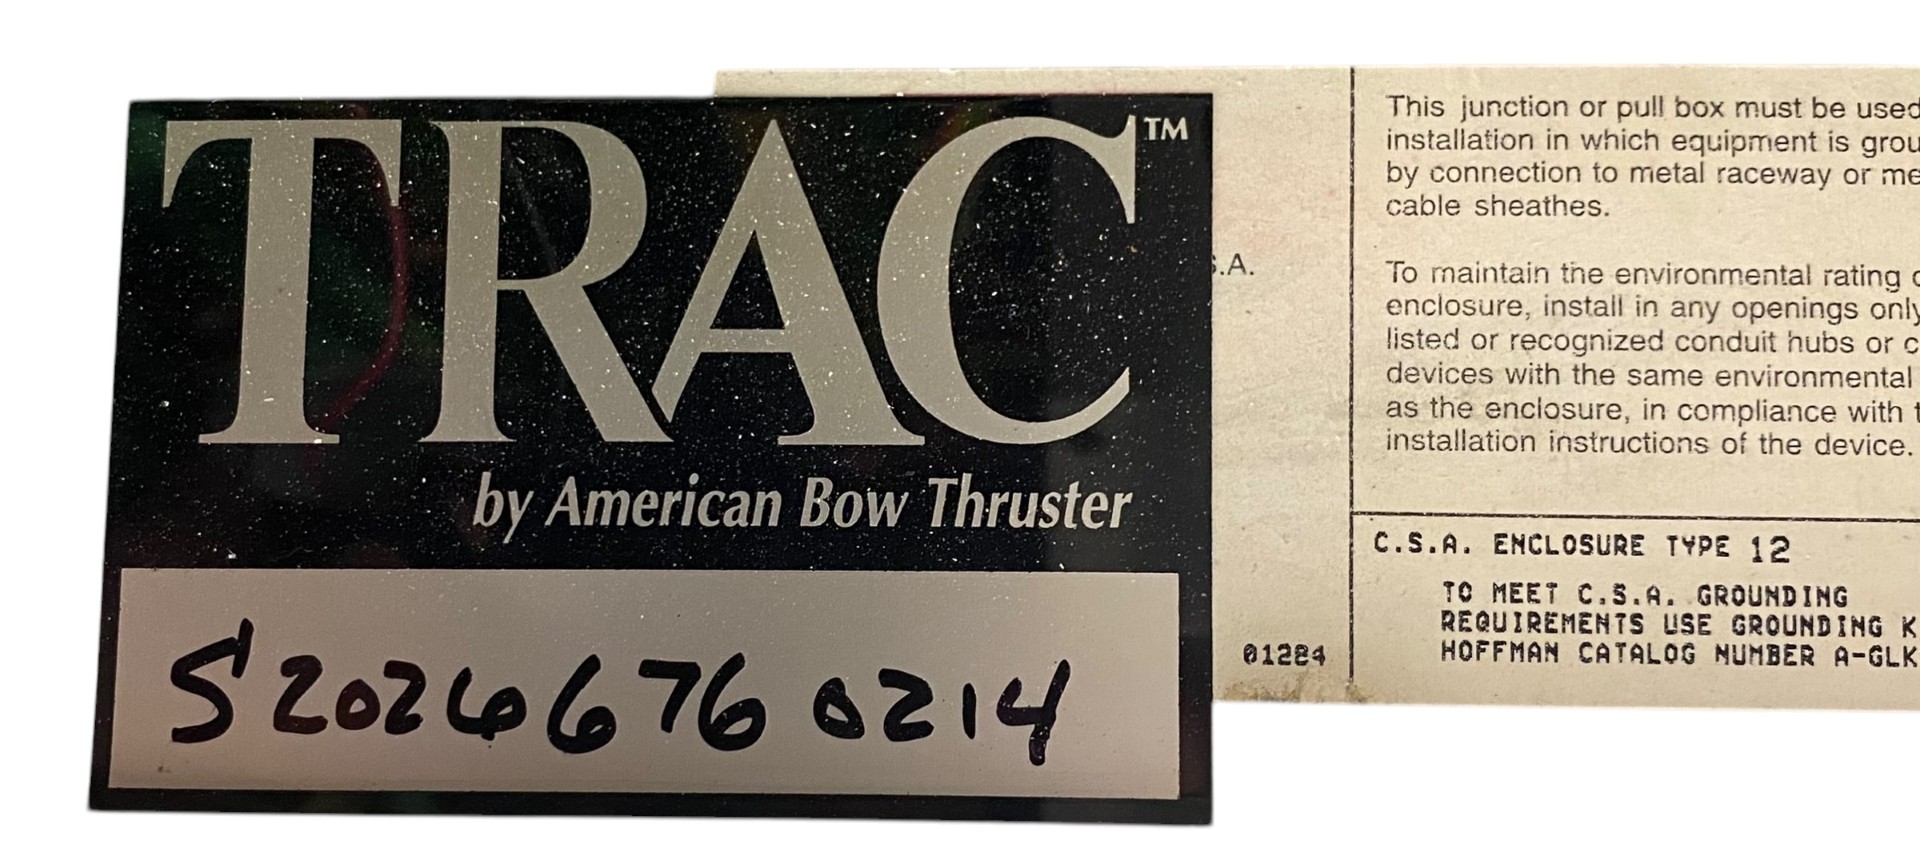 TRAC™
by American Bow Thruster
S2026676 0214
S.A.
01284
This junction or pull box must be used
installation in which equipment is grou
by connection to metal raceway or me
cable sheathes.
To maintain the environmental rating o
enclosure, install in any openings only
listed or recognized conduit hubs or c
devices with the same environmental
as the enclosure, in compliance with t
installation instructions of the device.
C.S.A. ENCLOSURE TYPE 12
TO MEET C.S.A. GROUNDING
REQUIREMENTS USE GROUNDING K
HOFFMAN CATALOG NUMBER A-GLK